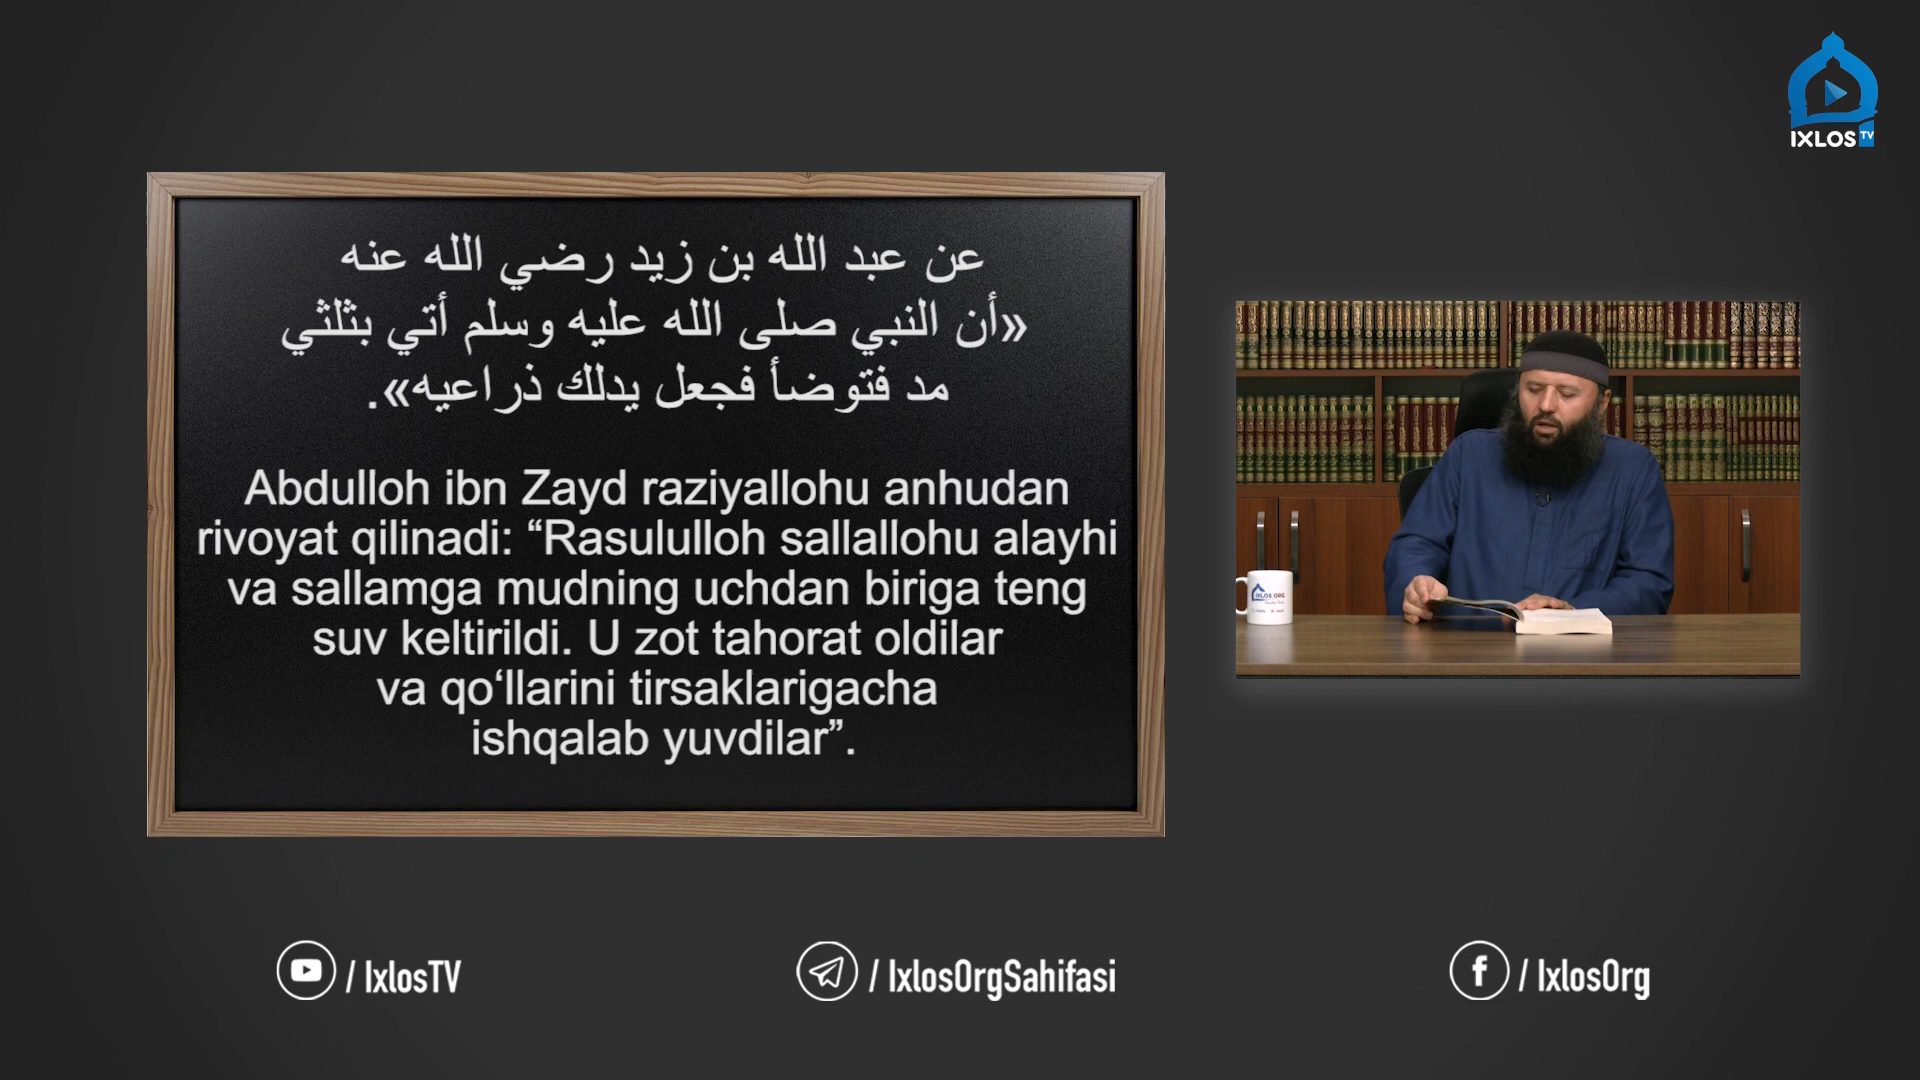 IXLOS TV
عن عبد الله بن زيد رضي الله عنه
«أن النبي صلى الله عليه وسلم أتي بثلثي
مد فتوضأ فجعل يدلك ذراعيه».
Abdulloh ibn Zayd raziyallohu anhudan
rivoyat qilinadi: “Rasululloh sallallohu alayhi
va sallamga mudning uchdan biriga teng
suv keltirildi. U zot tahorat oldilar
va qo‘llarini tirsaklarigacha
ishqalab yuvdilar”.
IXLOS ORG
/ IxlosTV
/ IxlosOrgSahifasi
/ IxlosOrg